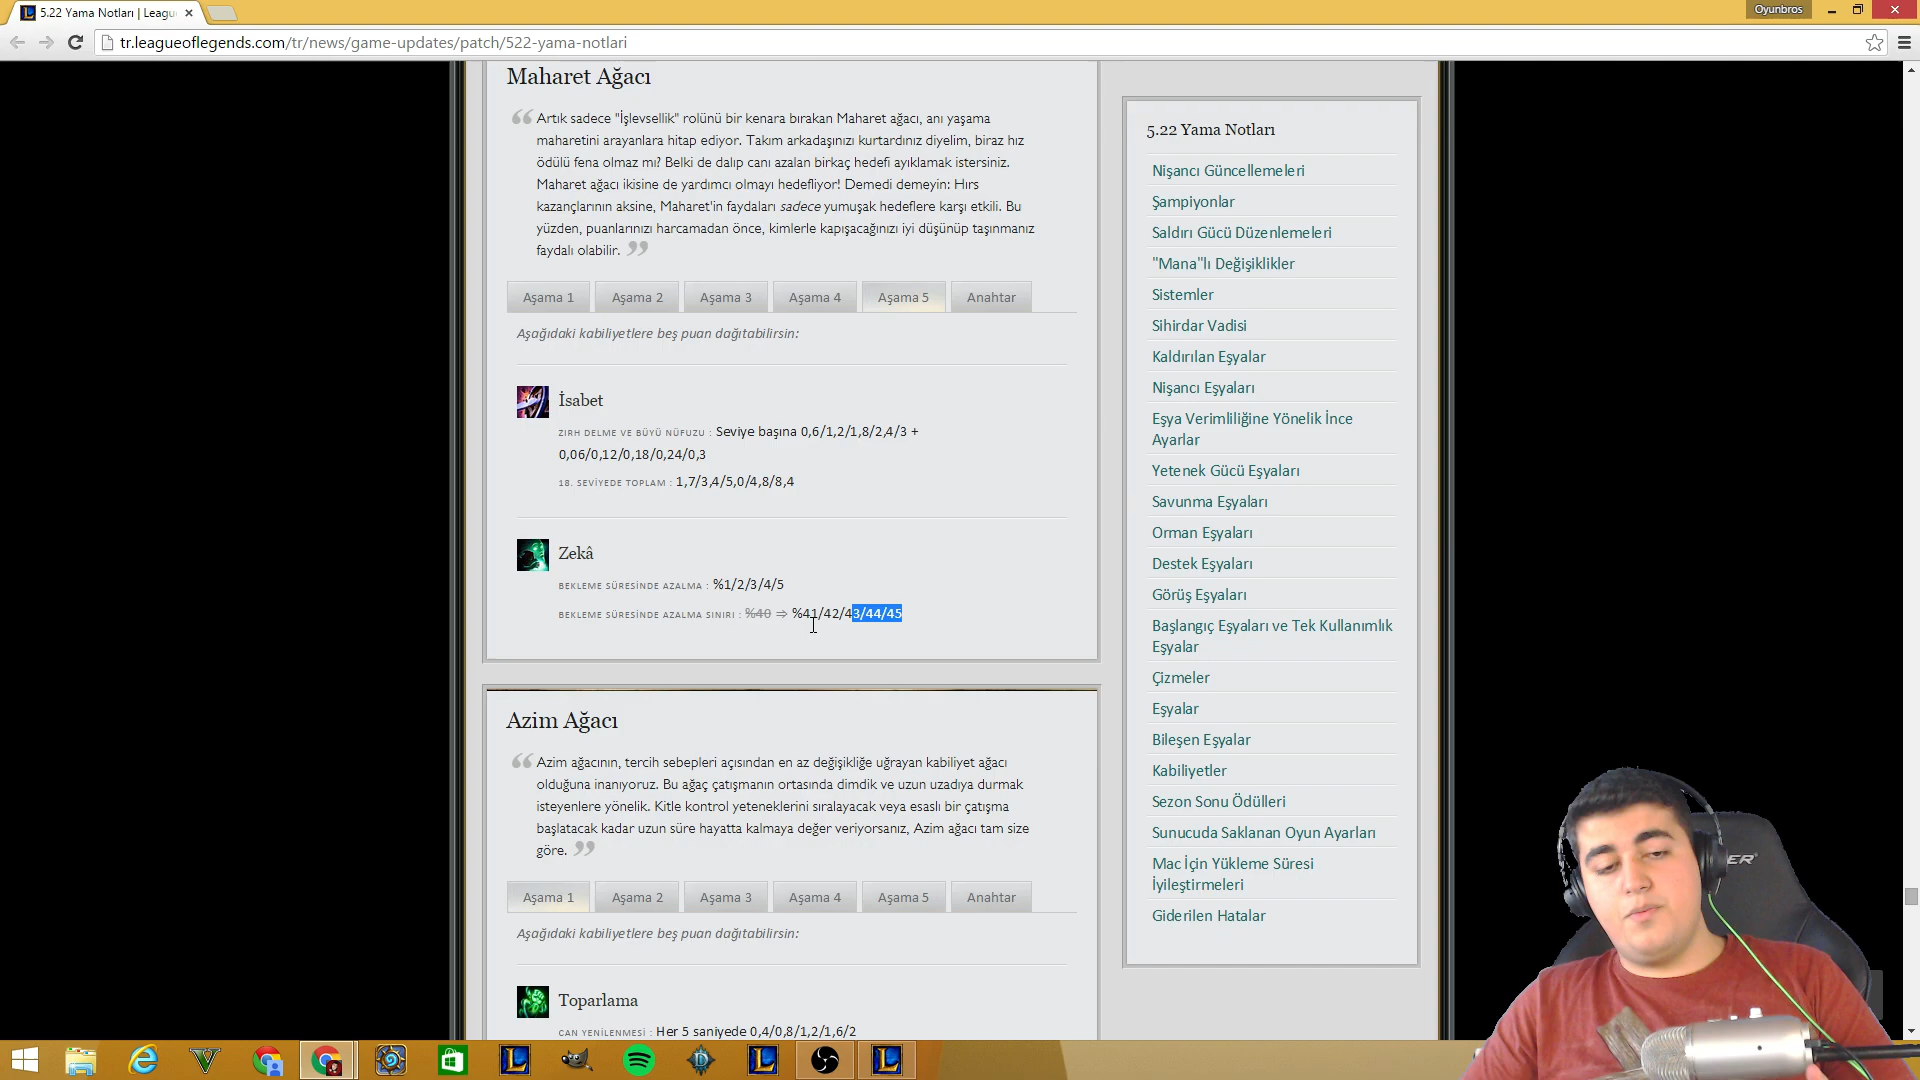 5.22 Yama Notları | Leagu
Oyunbros
tr.leagueoflegends.com/tr/news/game-updates/patch/522-yama-notlari
Maharet Ağacı
Artık sadece "İşlevsellik" rolünü bir kenara bırakan Maharet ağacı, anı yaşama
maharetini arayanlara hitap ediyor. Takım arkadaşınızı kurtardınız diyelim, biraz hız
ödülü fena olmaz mı? Belki de dalıp canı azalan birkaç hedefi ayıklamak istersiniz.
Maharet ağacı ikisine de yardımcı olmayı hedefliyor! Demedi demeyin: Hırs
kazançlarının aksine, Maharet'in faydaları sadece yumuşak hedeflere karşı etkili. Bu
yüzden, puanlarınızı harcamadan önce, kimlerle kapışacağınızı iyi düşünüp taşınmanız
faydalı olabilir.
Aşama 1 Aşama 2 Aşama 3 Aşama 4 Aşama 5 Anahtar
Aşağıdaki kabiliyetlere beş puan dağıtabilirsin:
İsabet
ZIRH DELME VE BÜYÜ NÜFUZU : Seviye başına 0,6/1,2/1,8/2,4/3 +
0,06/0,12/0,18/0,24/0,3
18. SEVİYEDE TOPLAM : 1,7/3,4/5,0/4,8/8,4
Zekâ
BEKLEME SÜRESİNDE AZALMA : %1/2/3/4/5
BEKLEME SÜRESİNDE AZALMA SINIRI : %40 ⇒ %41/42/43/44/45
Azim Ağacı
Azim ağacının, tercih sebepleri açısından en az değişikliğe uğrayan kabiliyet ağacı
olduğuna inanıyoruz. Bu ağaç çatışmanın ortasında dimdik ve uzun uzadıya durmak
isteyenlere yönelik. Kitle kontrol yeteneklerini sıralayacak veya esaslı bir çatışma
başlatacak kadar uzun süre hayatta kalmaya değer veriyorsanız, Azim ağacı tam size
göre.
Aşama 1 Aşama 2 Aşama 3 Aşama 4 Aşama 5 Anahtar
Aşağıdaki kabiliyetlere beş puan dağıtabilirsin:
Toparlama
CAN YENİLENMESİ : Her 5 saniyede 0,4/0,8/1,2/1,6/2
5.22 Yama Notları
Nişancı Güncellemeleri
Şampiyonlar
Saldırı Gücü Düzenlemeleri
"Mana"lı Değişiklikler
Sistemler
Sihirdar Vadisi
Kaldırılan Eşyalar
Nişancı Eşyaları
Eşya Verimliliğine Yönelik İnce
Ayarlar
Yetenek Gücü Eşyaları
Savunma Eşyaları
Orman Eşyaları
Destek Eşyaları
Görüş Eşyaları
Başlangıç Eşyaları ve Tek Kullanımlık
Eşyalar
Çizmeler
Eşyalar
Bileşen Eşyalar
Kabiliyetler
Sezon Sonu Ödülleri
Sunucuda Saklanan Oyun Ayarları
Mac İçin Yükleme Süresi
İyileştirmeleri
Giderilen Hatalar